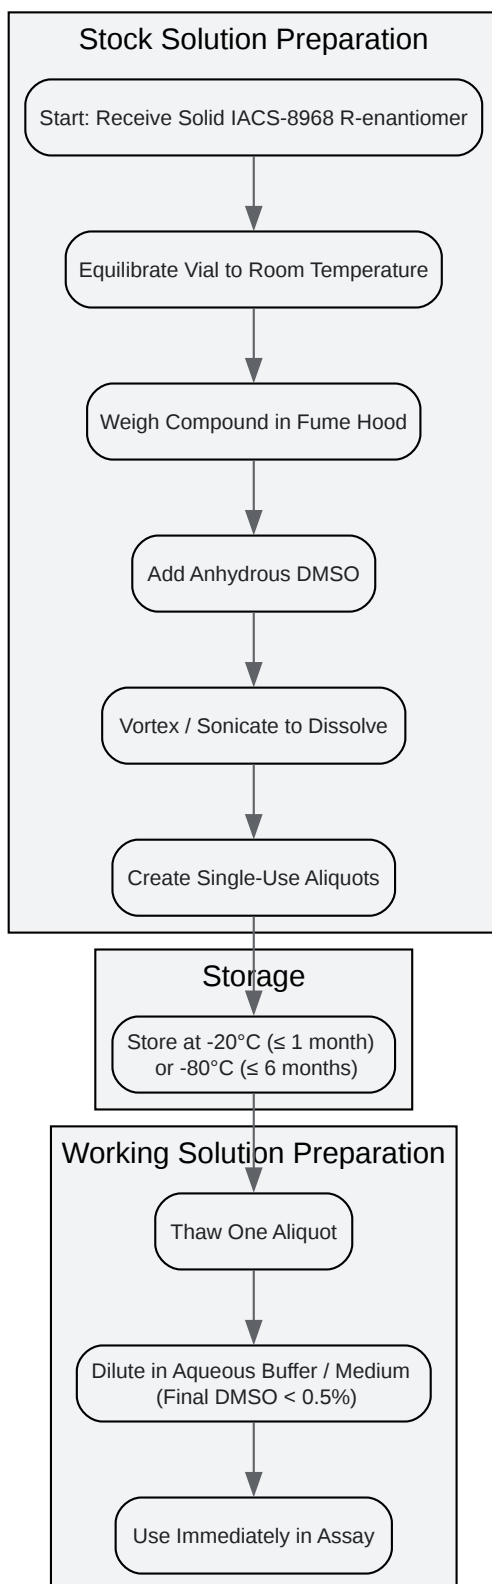 Stock Solution Preparation
Start: Receive Solid IACS-8968 R-enantiomer
Equilibrate Vial to Room Temperature
Weigh Compound in Fume Hood
Add Anhydrous DMSO
Vortex / Sonicate to Dissolve
Create Single-Use Aliquots
Storage
Store at -20°C (≤ 1 month)
or -80°C (≤ 6 months)
Working Solution Preparation
Thaw One Aliquot
Dilute in Aqueous Buffer / Medium
(Final DMSO < 0.5%)
Use Immediately in Assay